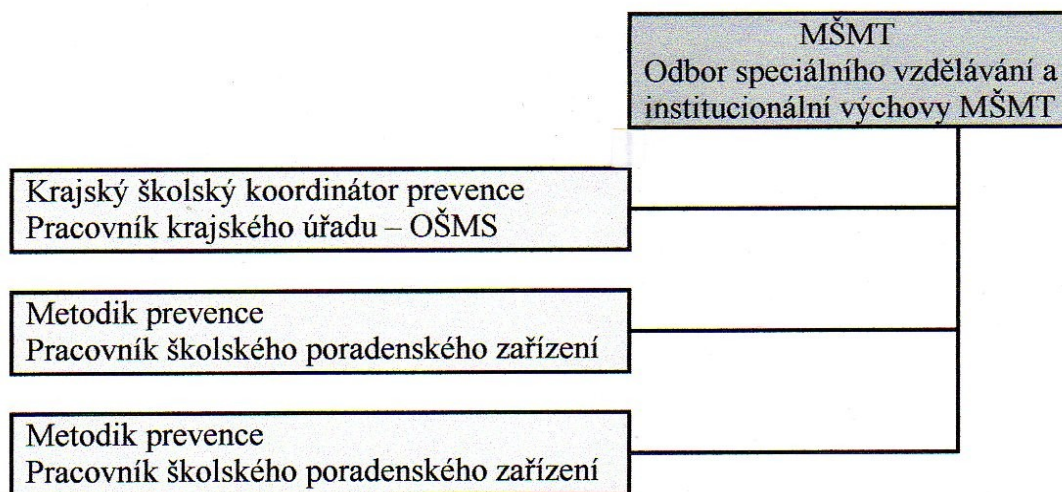 MŠMT
Odbor speciálního vzdělávání a
institucionální výchovy MŠMT
Krajský školský koordinátor prevence
Pracovník krajského úřadu – OŠMS
Metodik prevence
Pracovník školského poradenského zařízení
Metodik prevence
Pracovník školského poradenského zařízení